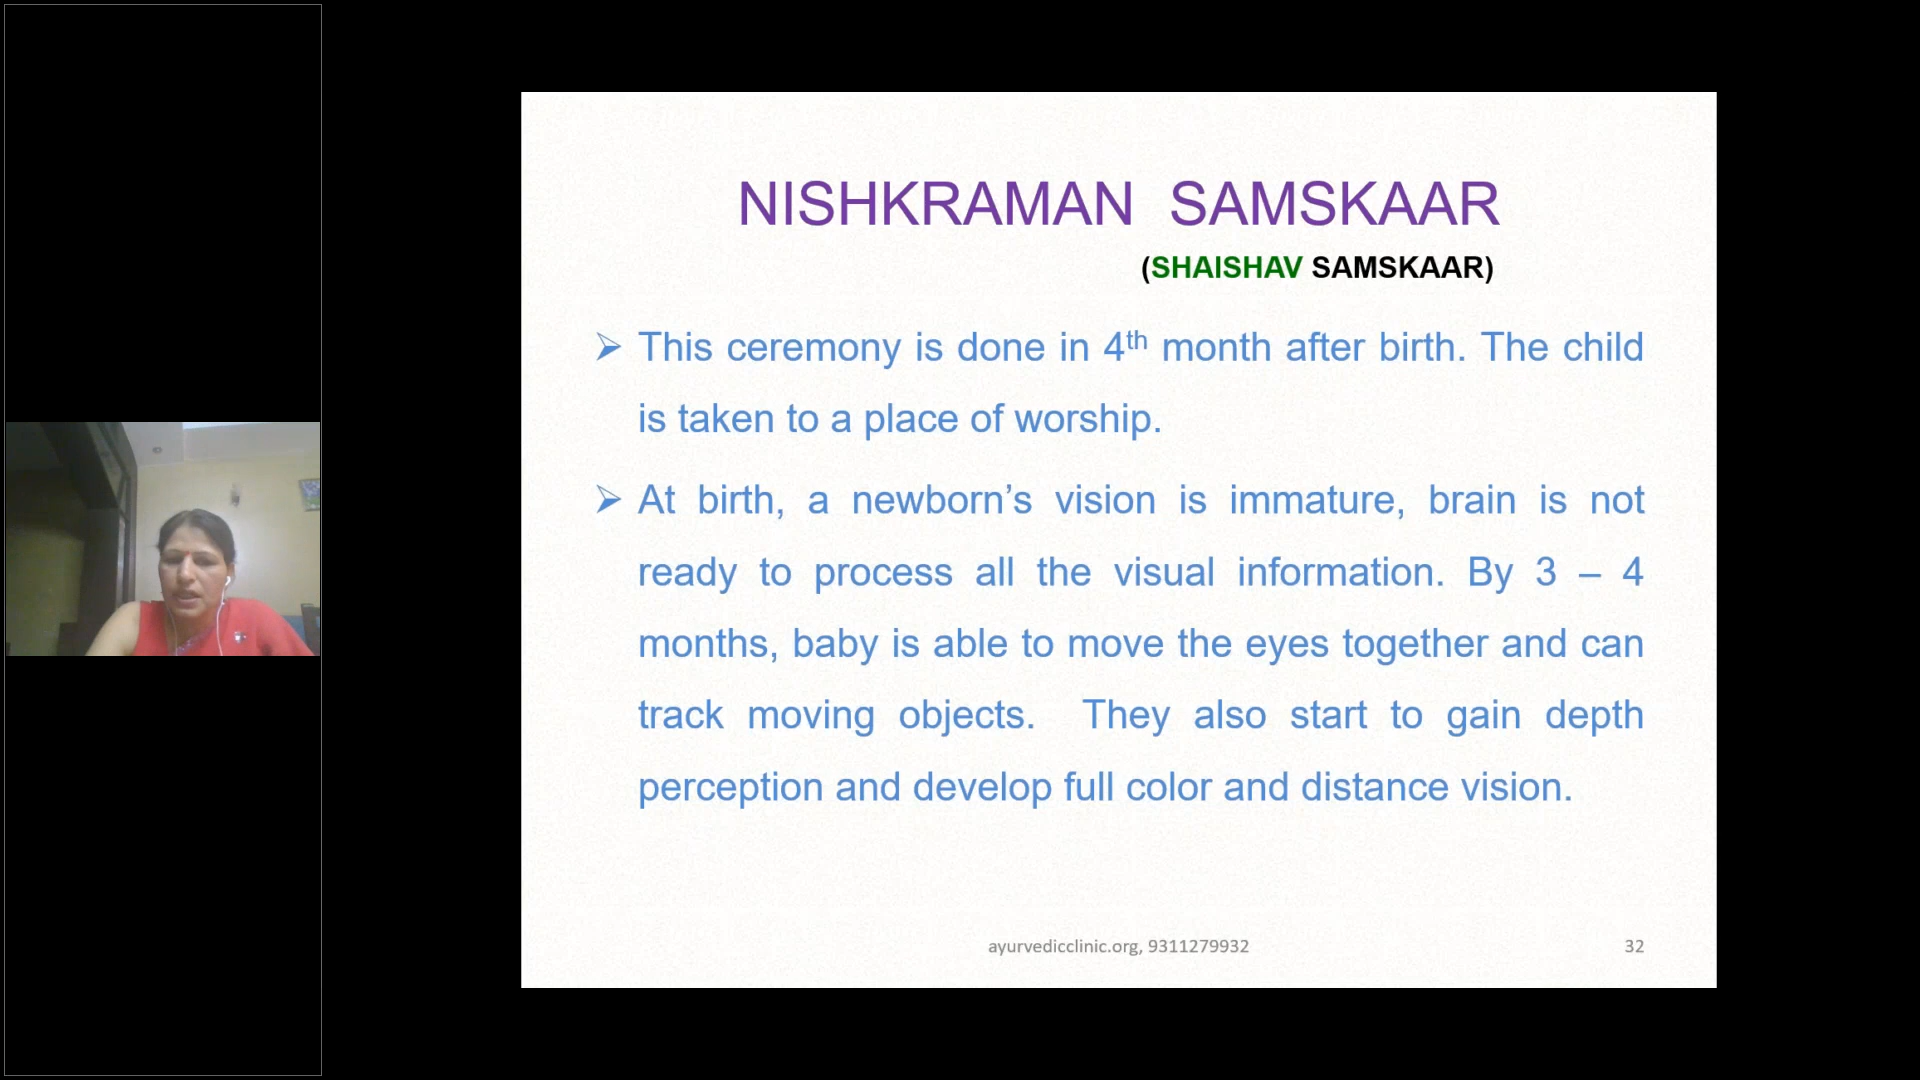 NISHKRAMAN SAMSKAAR
(SHAISHAV SAMSKAAR)
➢ This ceremony is done in 4th month after birth. The child
is taken to a place of worship.
➢ At birth, a newborn’s vision is immature, brain is not
ready to process all the visual information. By 3 – 4
months, baby is able to move the eyes together and can
track moving objects. They also start to gain depth
perception and develop full color and distance vision.
ayurvedicclinic.org, 9311279932
32